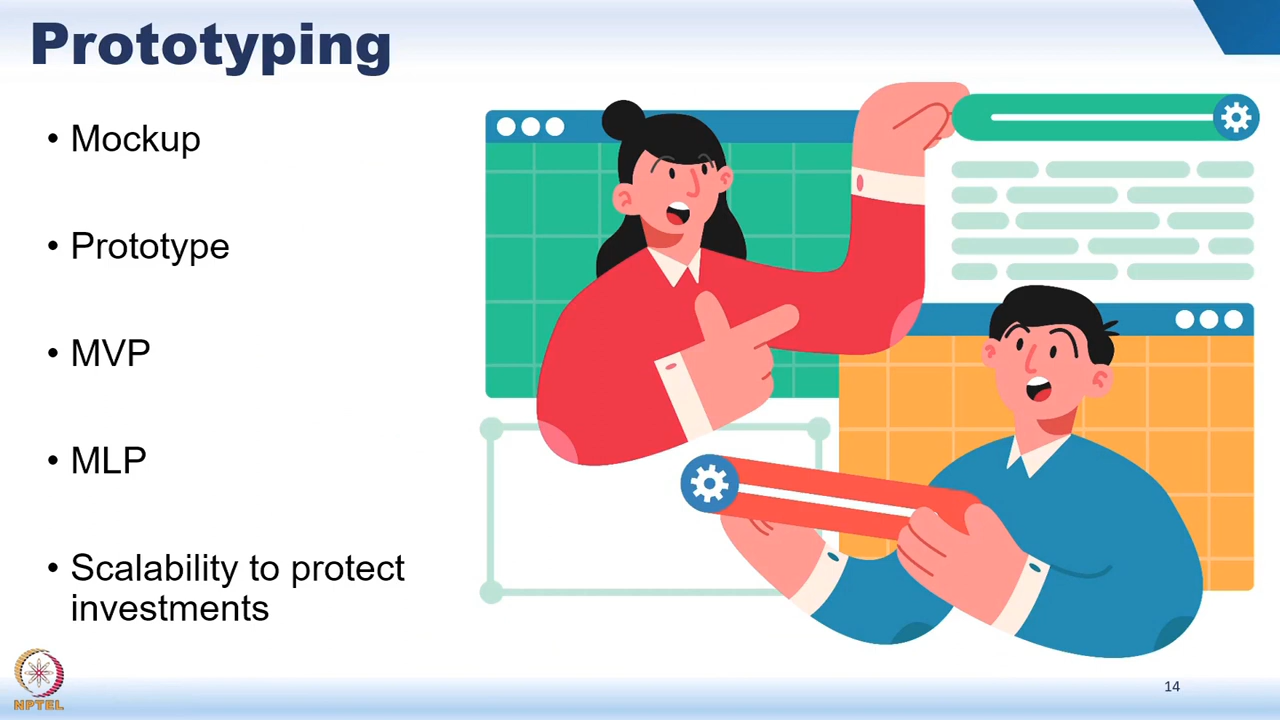 Prototyping
• Mockup
• Prototype
• MVP
• MLP
• Scalability to protect
investments
NPTEL
14